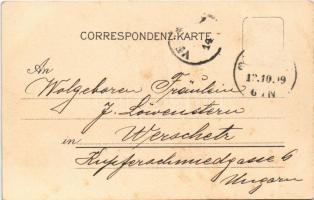 CORRESPONDENZ-KARTE
An
Wolgeboren Fräulein
J. Löwenstern
in Werschetz
Kupferschmiedgasse 6
Ungarn